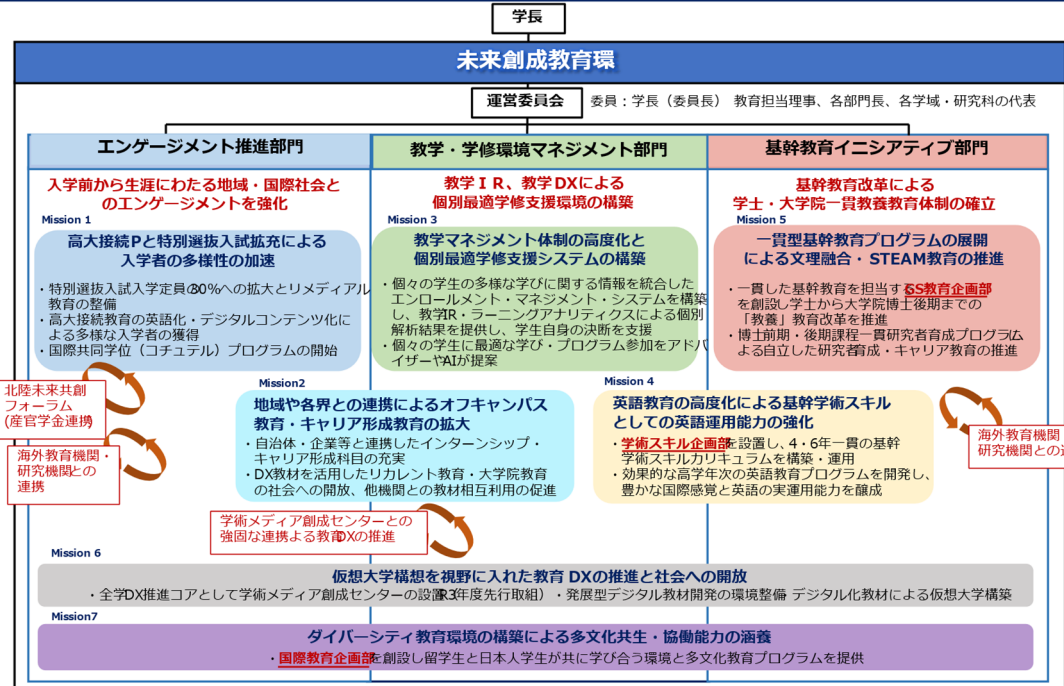 学長
未来創成教育環
運営委員会
委員：学長（委員長） 教育担当理事、各部門長、各学域・研究科の代表
エンゲージメント推進部門
教学・学修環境マネジメント部門
基幹教育イニシアティブ部門
入学前から生涯にわたる地域・国際社会と
のエンゲージメントを強化
教学ＩＲ、教学DXによる
個別最適学修支援環境の構築
基幹教育改革による
学士・大学院一貫教養教育体制の確立
Mission 1
高大接続Pと特別選抜入試拡充による
入学者の多様性の加速
・特別選抜入試入学定員の30%への拡大とリメディアル
教育の整備
・高大接続教育の英語化・デジタルコンテンツ化に
よる多様な入学者の獲得
・国際共同学位（コチュテル）プログラムの開始
Mission 3
教学マネジメント体制の高度化と
個別最適学修支援システムの構築
・個々の学生の多様な学びに関する情報を統合した
エンロールメント・マネジメント・システムを構築
し、教学IR・ラーニングアナリティクスによる個別
解析結果を提供し、学生自身の決断を支援
・個々の学生に最適な学び・プログラム参加をアドバ
イザーやAIが提案
Mission 5
一貫型基幹教育プログラムの展開
による文理融合・STEAM教育の推進
・一貫した基幹教育を担当するGS教育企画部
を創設し学士から大学院博士後期までの
「教養」教育改革を推進
・博士前期・後期課程一貫研究者育成プログラムに
よる自立した研究者育成・キャリア教育の推進
北陸未来共創
フォーラム
(産官学金連携)
海外教育機関・
研究機関との
連携
Mission2
地域や各界との連携によるオフキャンパス
教育・キャリア形成教育の拡大
・自治体・企業等と連携したインターンシップ・
キャリア形成科目の充実
・DX教材を活用したリカレント教育・大学院教育
の社会への開放、他機関との教材相互利用の促進
Mission 4
英語教育の高度化による基幹学術スキル
としての英語運用能力の強化
・学術スキル企画部を設置し、4・6年一貫の基幹
学術スキルカリキュラムを構築・運用
・効果的な高学年次の英語教育プログラムを開発し、
豊かな国際感覚と英語の実運用能力を醸成
海外教育機関
研究機関との
学術メディア創成センターとの
強固な連携よる教育DXの推進
Mission 6
仮想大学構想を視野に入れた教育 DXの推進と社会への開放
・全学DX推進コアとして学術メディア創成センターの設置(R3年度先行取組）・発展型デジタル教材開発の環境整備 デジタル化教材による仮想大学構築
Mission7
ダイバーシティ教育環境の構築による多文化共生・協働能力の涵養
・国際教育企画部を創設し留学生と日本人学生が共に学び合う環境と多文化教育プログラムを提供